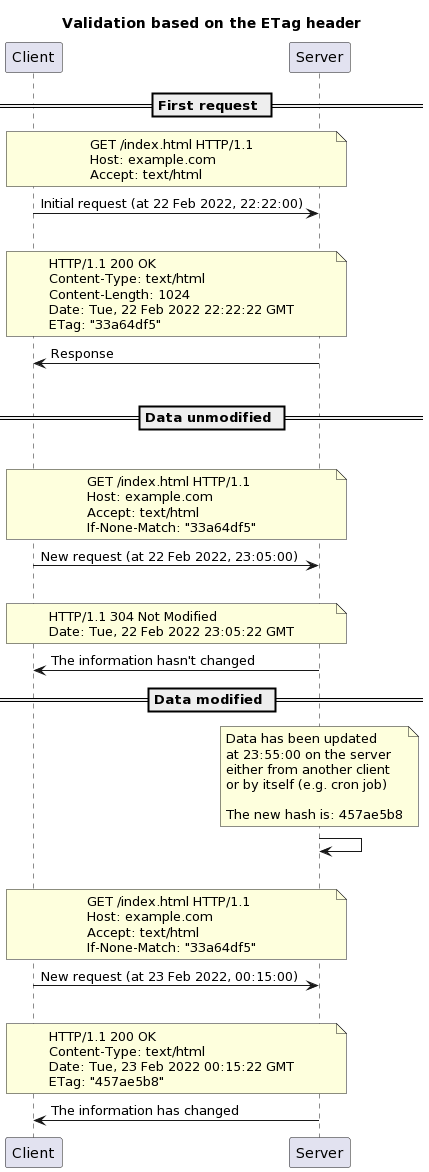 Validation based on the ETag header
Client
Server
First request
GET /index.html HTTP/1.1
Host: example.com
Accept: text/html
Initial request (at 22 Feb 2022, 22:22:00)
HTTP/1.1 200 OK
Content-Type: text/html
Content-Length: 1024
Date: Tue, 22 Feb 2022 22:22:22 GMT
ETag: "33a64df5"
Response
Data unmodified
GET /index.html HTTP/1.1
Host: example.com
Accept: text/html
If-None-Match: "33a64df5"
New request (at 22 Feb 2022, 23:05:00)
HTTP/1.1 304 Not Modified
Date: Tue, 22 Feb 2022 23:05:22 GMT
The information hasn't changed
Data modified
Data has been updated
at 23:55:00 on the server
either from another client
or by itself (e.g. cron job)
The new hash is: 457ae5b8
GET /index.html HTTP/1.1
Host: example.com
Accept: text/html
If-None-Match: "33a64df5"
New request (at 23 Feb 2022, 00:15:00)
HTTP/1.1 200 OK
Content-Type: text/html
Date: Tue, 23 Feb 2022 00:15:22 GMT
ETag: "457ae5b8"
The information has changed
Client
Server